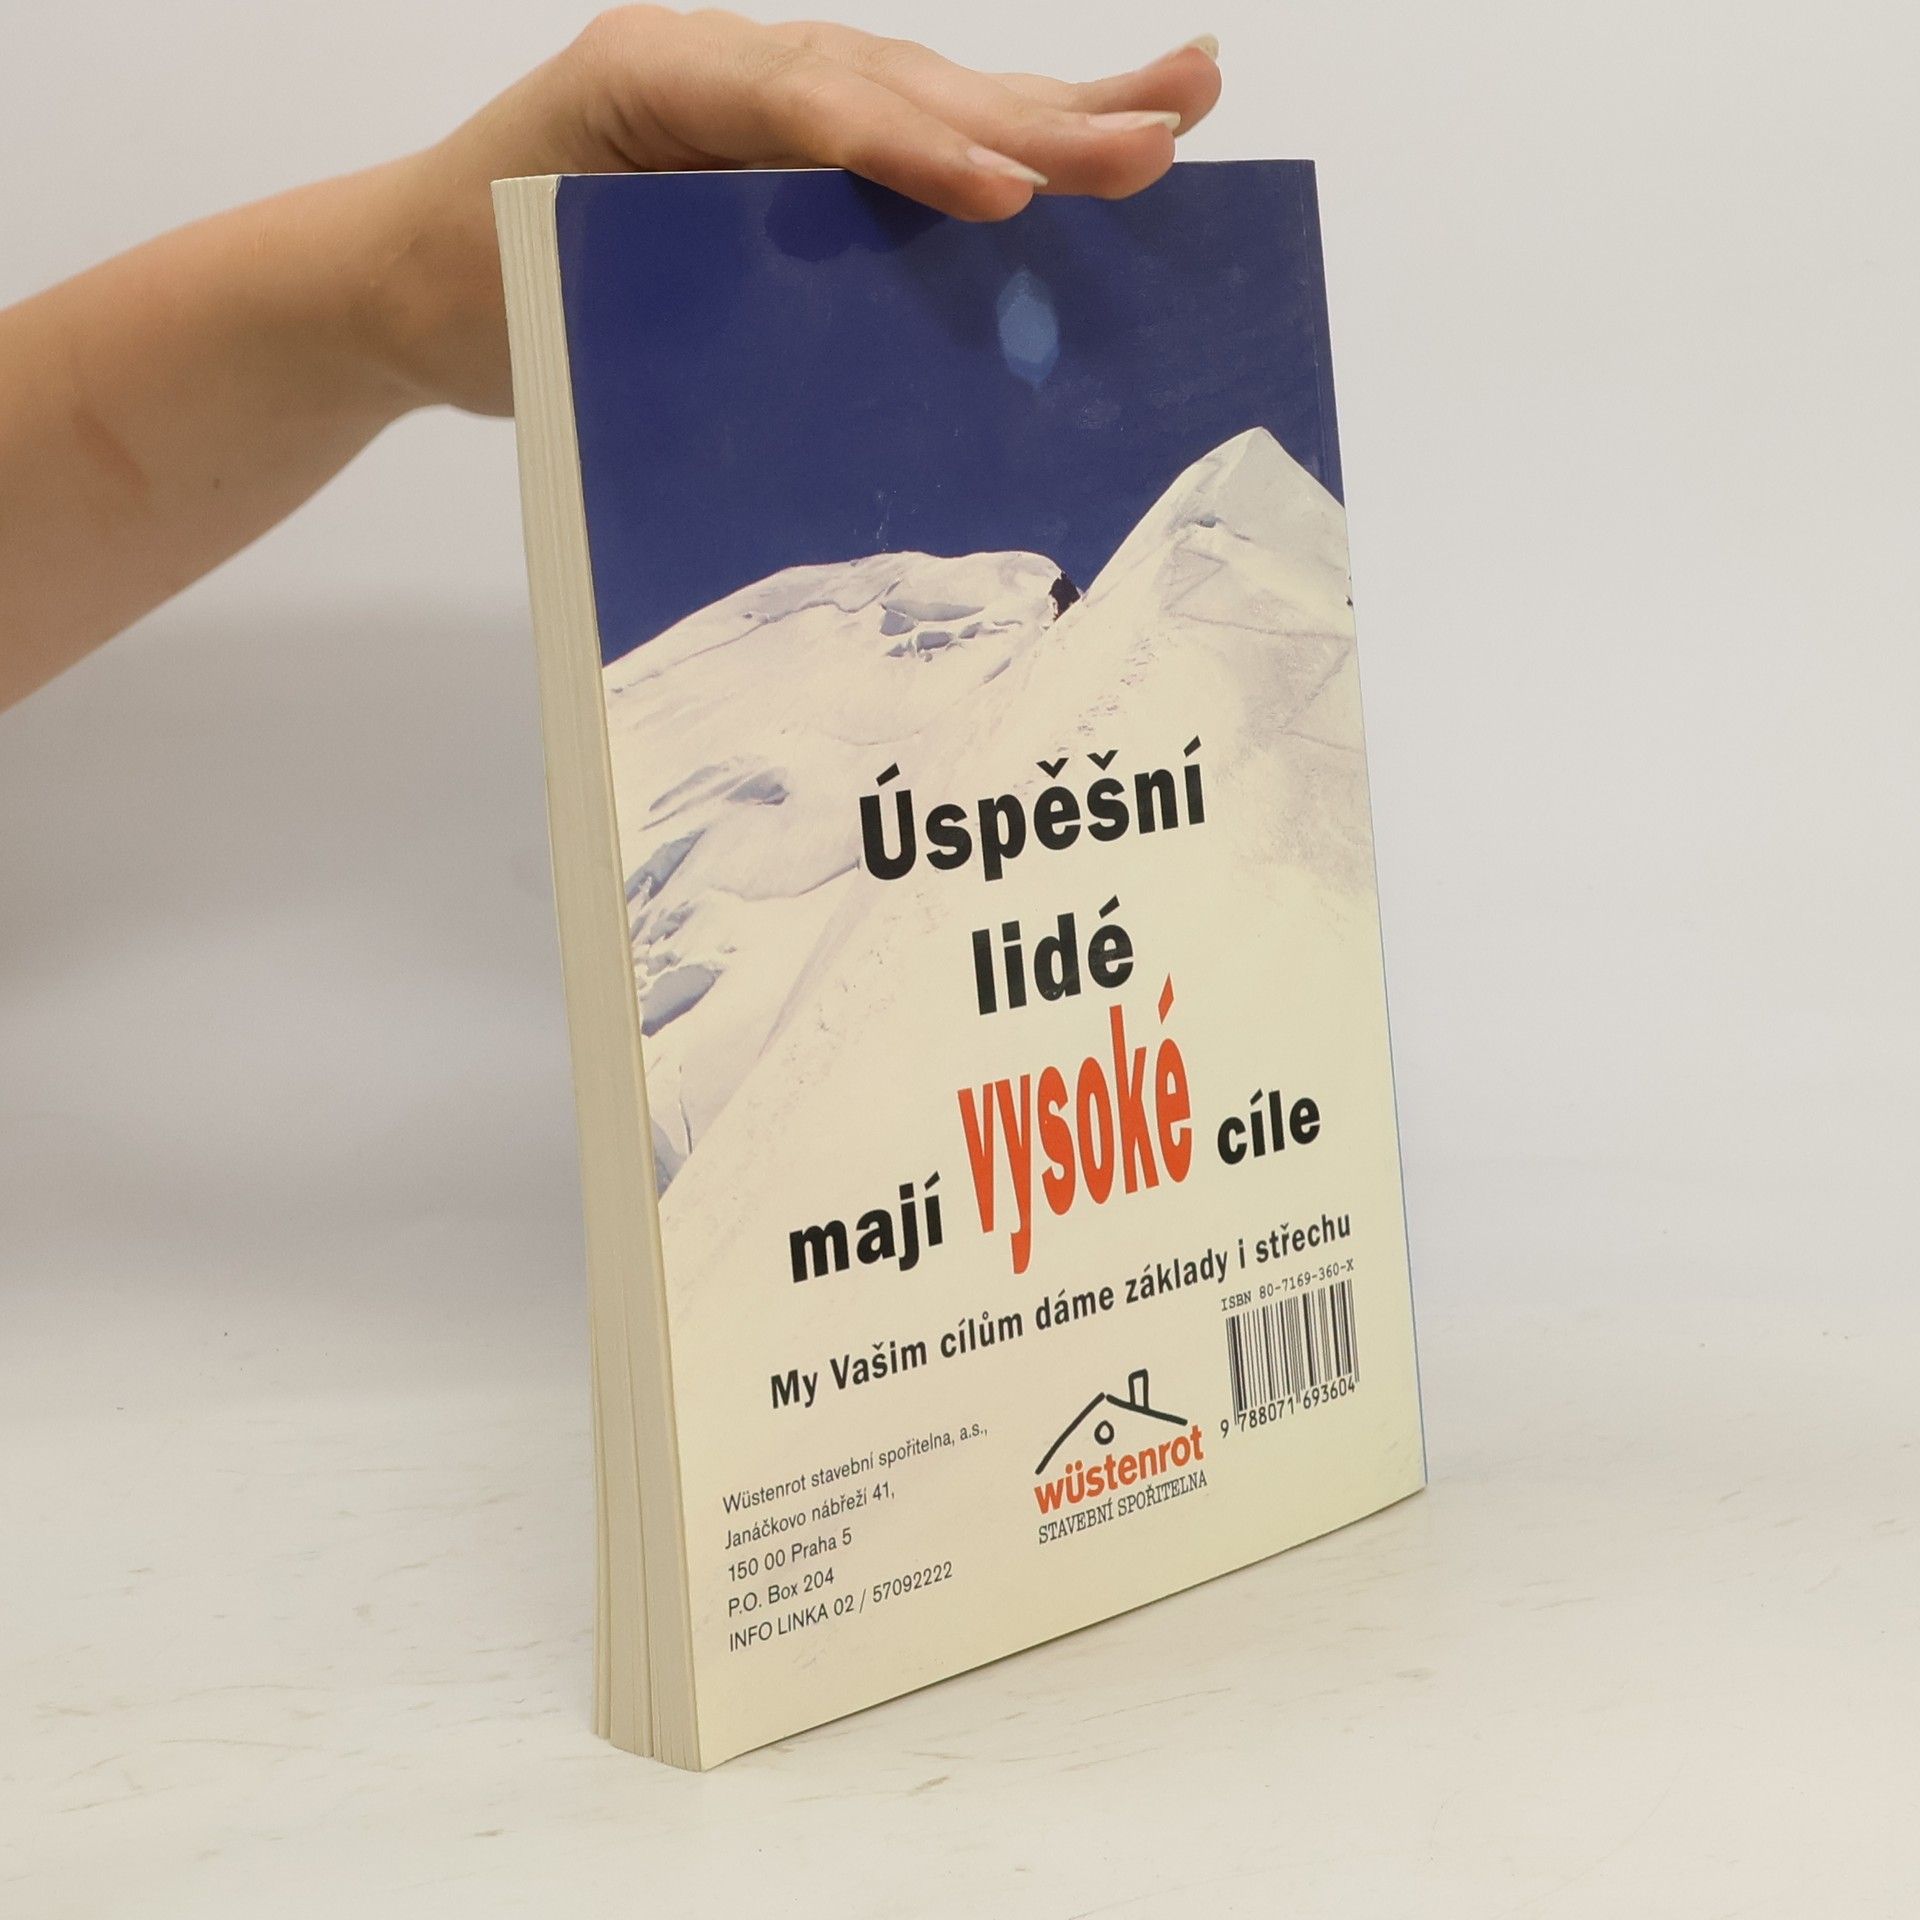 Úspěšní
lidé
mají vysoké cíle
My Vašim cílům dáme základy i střechu
ISBN 80-7169-360-X
9 788071 693604
wüstenrot
STAVEBNÍ SPOŘITELNA
Wüstenrot stavební spořitelna, a.s.,
Janáčkovo nábřeží 41,
150 00 Praha 5
P.O. Box 204
INFO LINKA 02 / 57092222